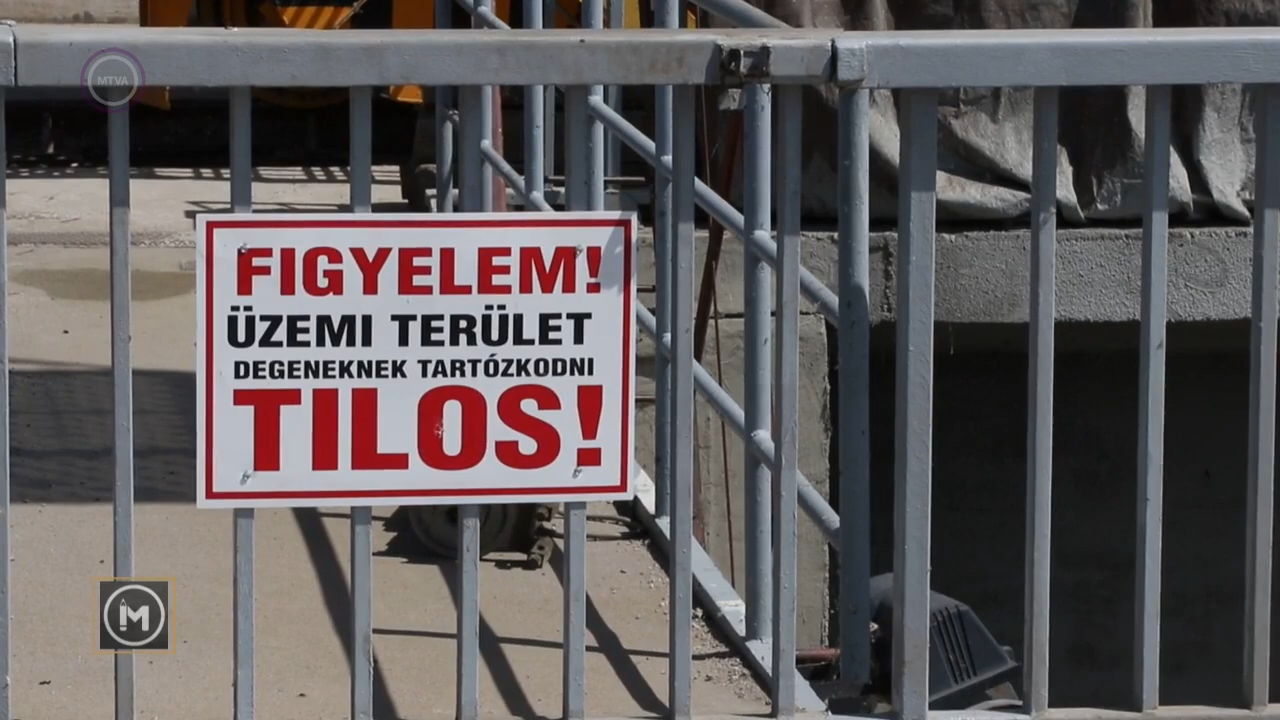 MTVA
FIGYELEM!
ÜZEMI TERÜLET
DEGENEKNEK TARTÓZKODNI
TILOS!
M